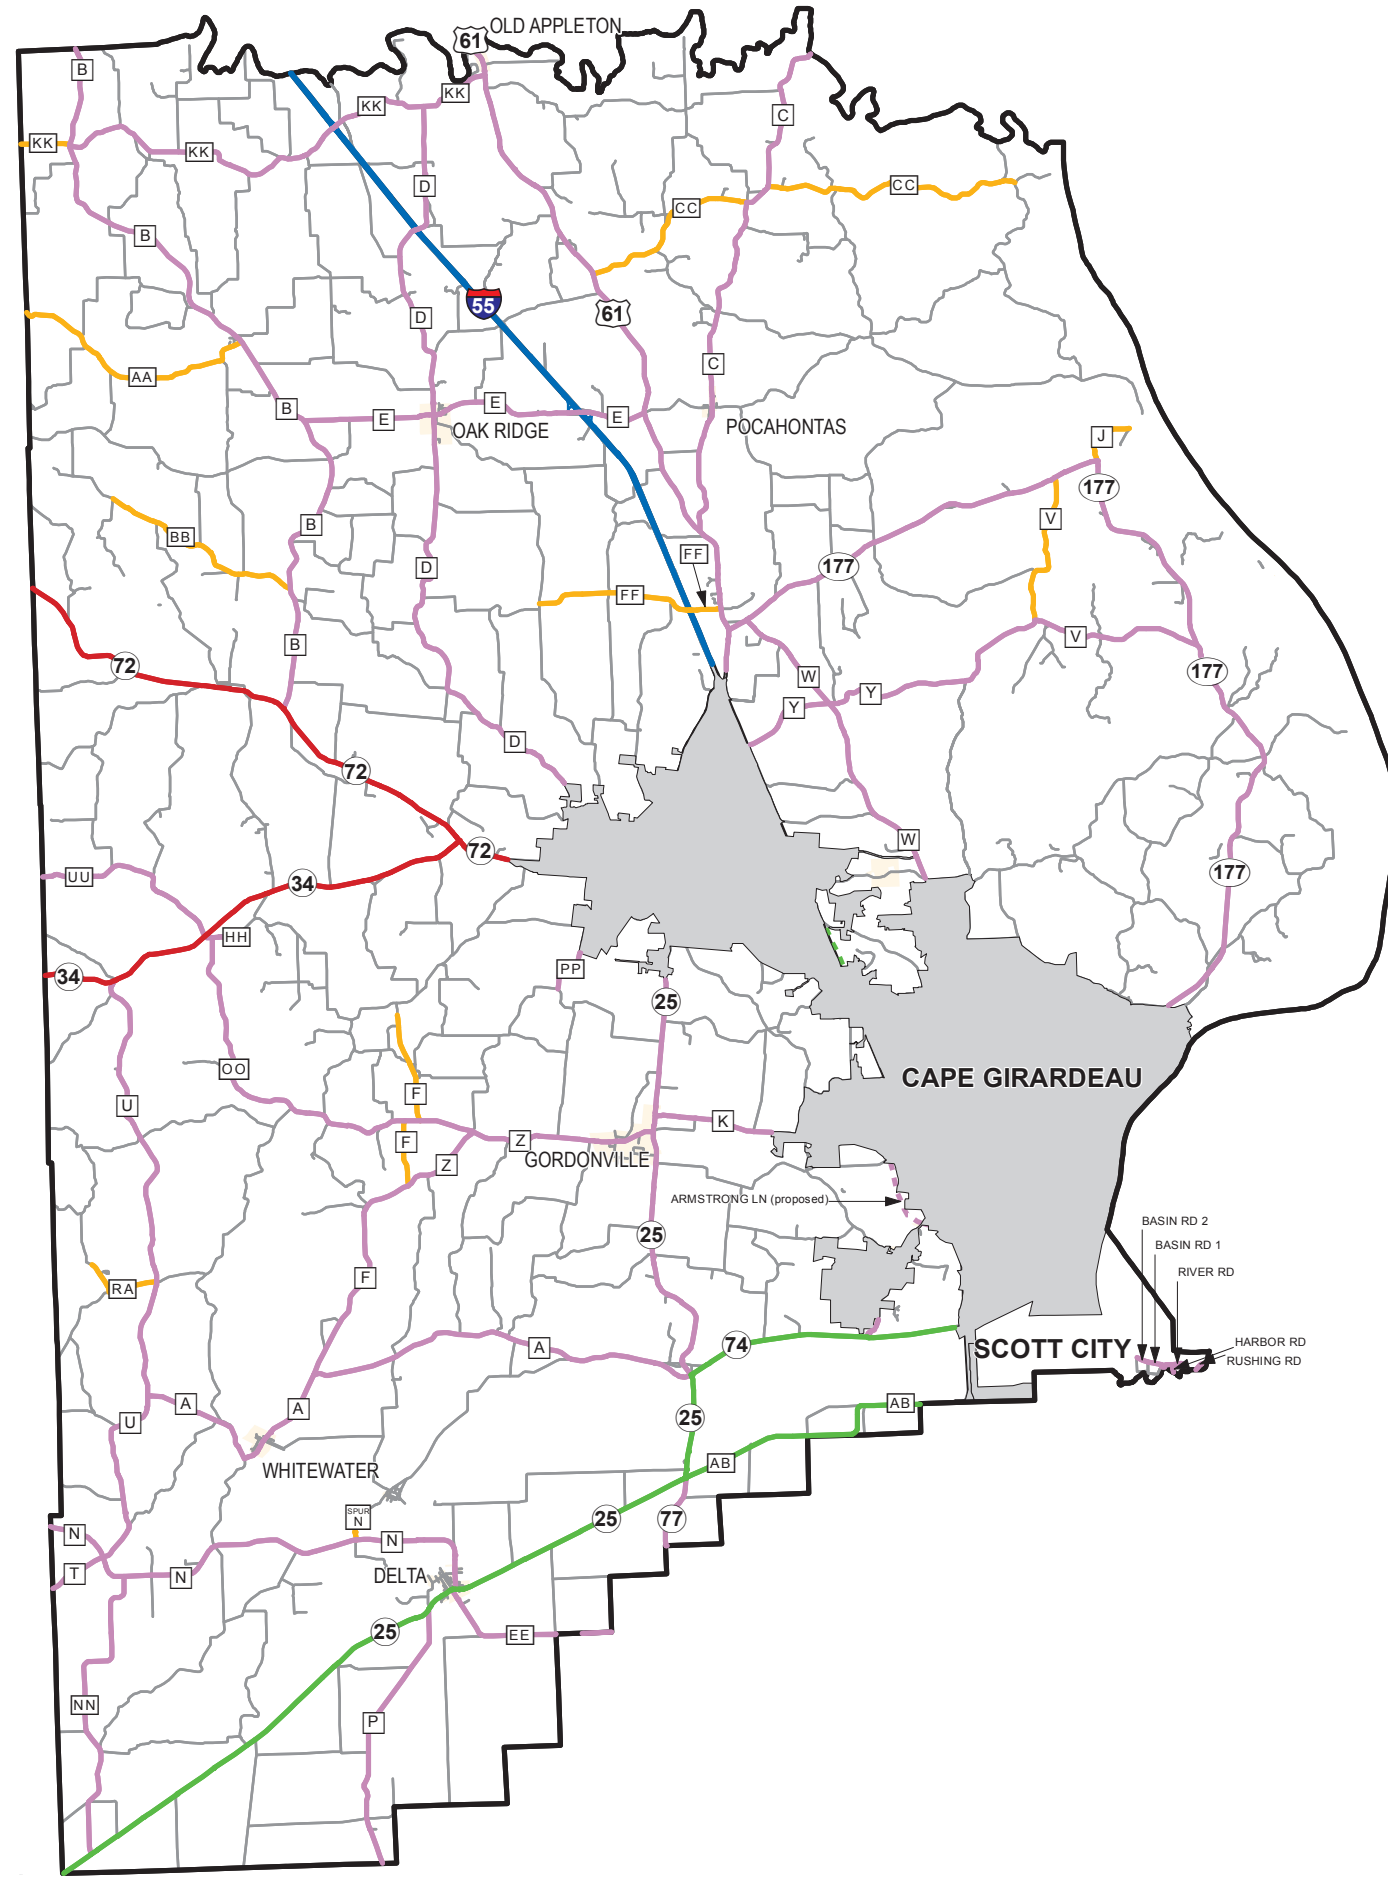 OLD APPLETON
61
B
KK
KK
C
KK
KK
D
CC
CC
B
55
61
D
C
AA
B
E
E
E
OAK RIDGE
POCAHONTAS
J
177
BB
B
V
FF
D
177
FF
B
V
72
W
177
Y
Y
D
72
W
72
UU
34
177
HH
34
PP
25
OO
CAPE GIRARDEAU
F
U
K
F
Z
Z
GORDONVILLE
ARMSTRONG LN (proposed)
BASIN RD 2
25
BASIN RD 1
RIVER RD
F
RA
HARBOR RD
74
A
SCOTT CITY
RUSHING RD
A
A
AB
U
25
AB
WHITEWATER
SPUR
N
25
77
N
N
T
N
DELTA
25
EE
NN
P